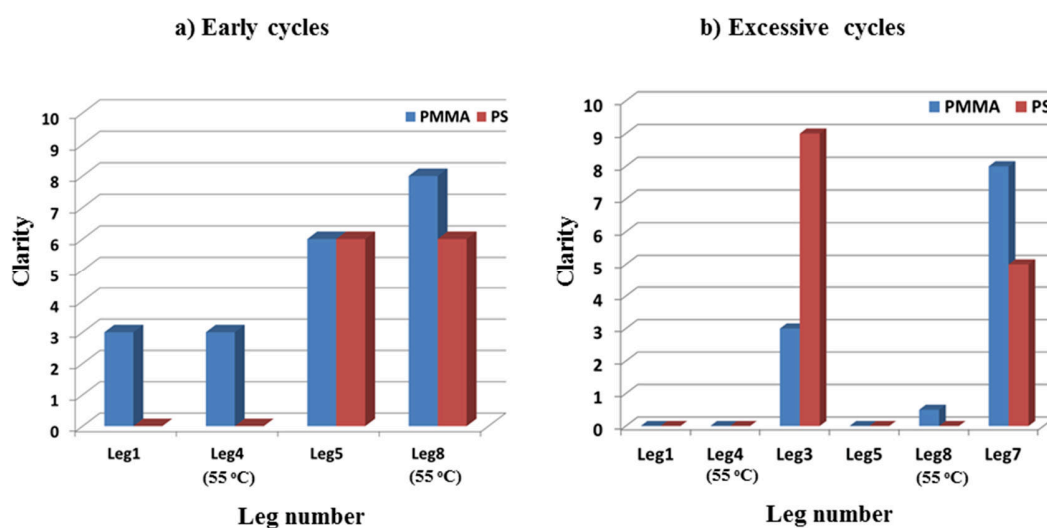 a) Early cycles
PMMA PS
10
9
8
7
6
5
4
3
2
1
0
Clarity
Leg1 Leg4 Leg5 Leg8
(55 °C) (55 °C)
Leg number
b) Excessive cycles
PMMA PS
10
9
8
7
6
5
4
3
2
1
0
Clarity
Leg1 Leg4 Leg3 Leg5 Leg8 Leg7
(55 °C) (55 °C)
Leg number